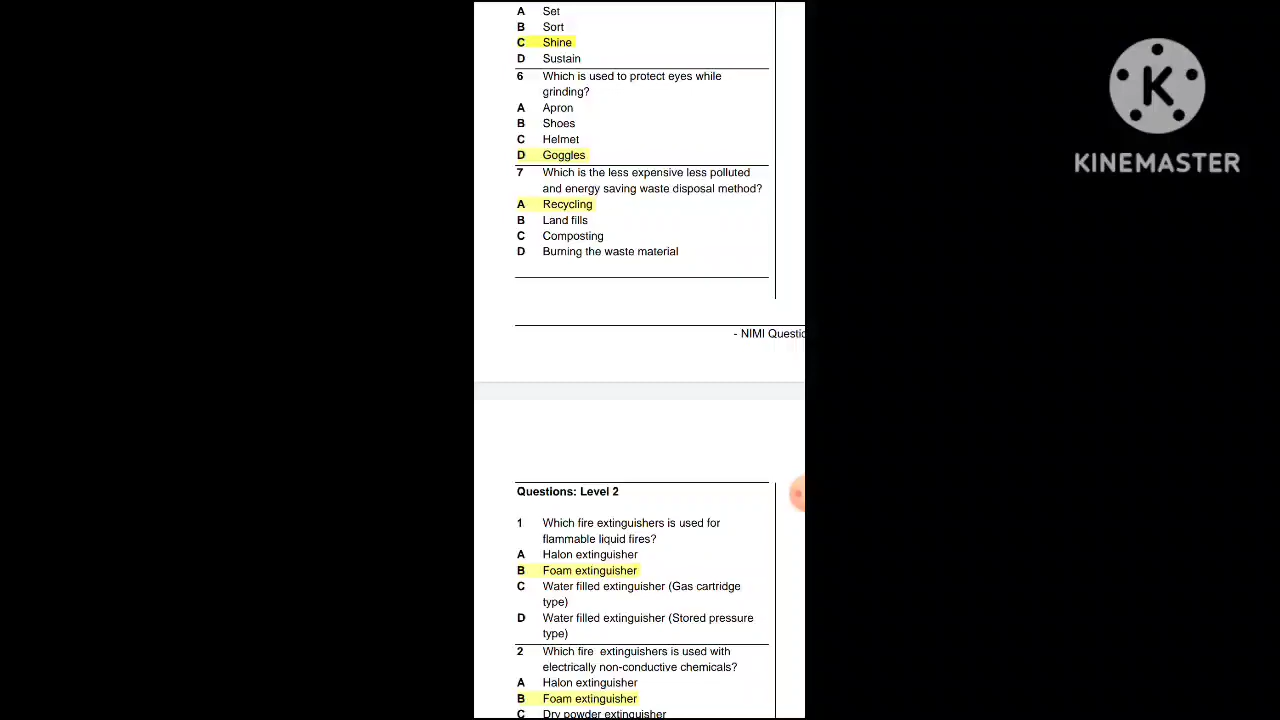 A Set
B Sort
C Shine
D Sustain
6 Which is used to protect eyes while
grinding?
A Apron
B Shoes
C Helmet
D Goggles
7 Which is the less expensive less polluted
and energy saving waste disposal method?
A Recycling
B Land fills
C Composting
D Burning the waste material
- NIMI Questio
Questions: Level 2
1 Which fire extinguishers is used for
flammable liquid fires?
A Halon extinguisher
B Foam extinguisher
C Water filled extinguisher (Gas cartridge
type)
D Water filled extinguisher (Stored pressure
type)
2 Which fire extinguishers is used with
electrically non-conductive chemicals?
A Halon extinguisher
B Foam extinguisher
C Dry powder extinguisher
K
KINEMASTER